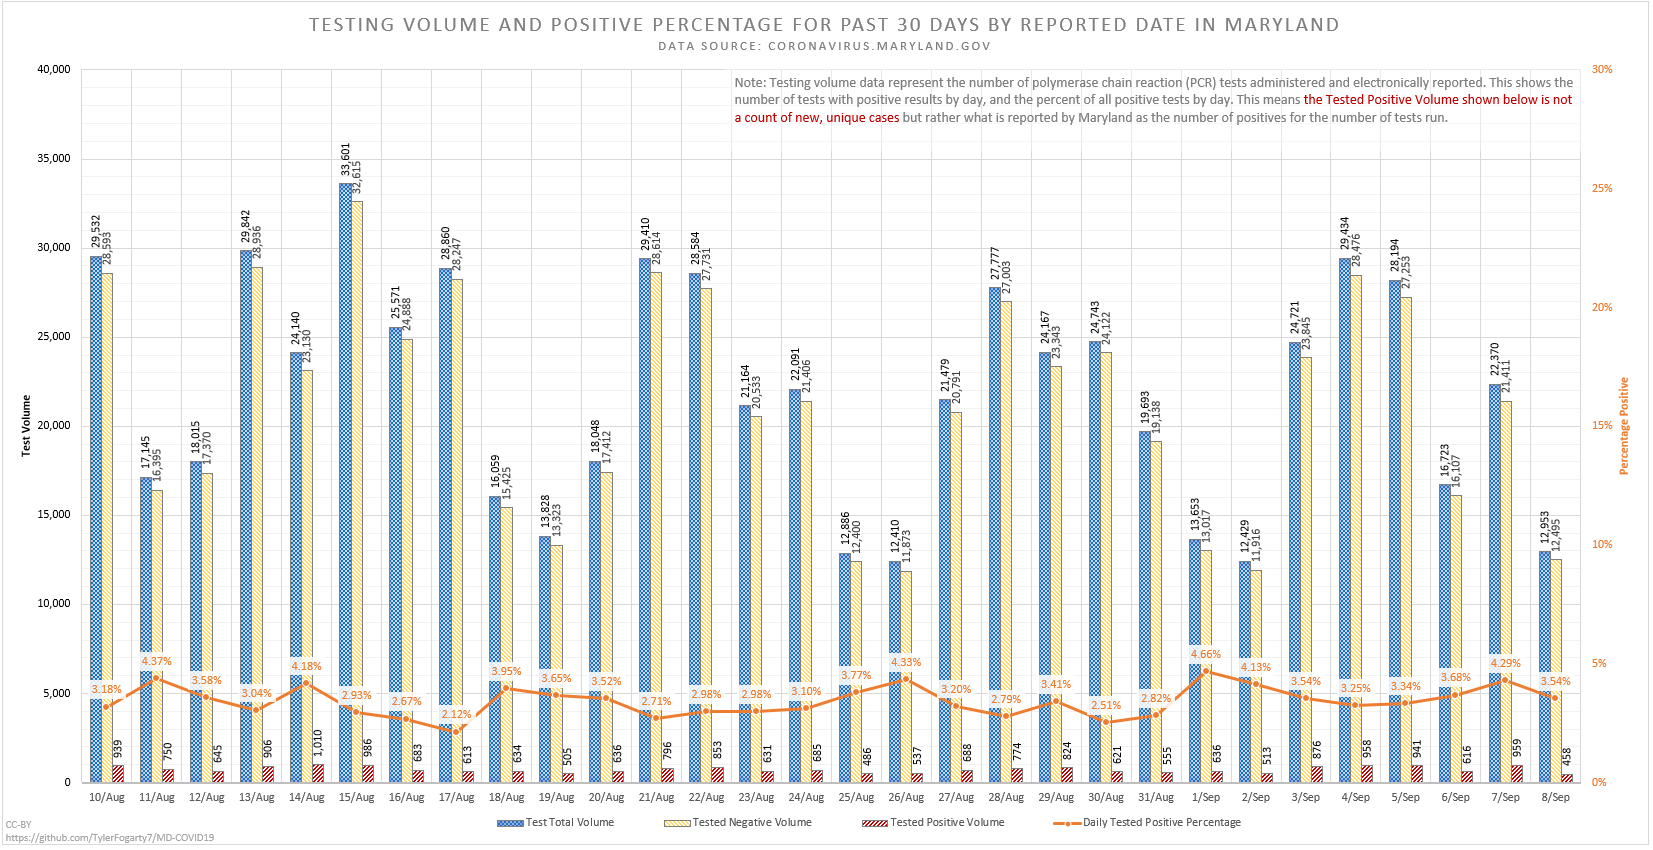 TESTING VOLUME AND POSITIVE PERCENTAGE FOR PAST 30 DAYS BY REPORTED DATE IN MARYLAND
DATA SOURCE: CORONAVIRUS.MARYLAND.GOV
Note: Testing volume data represent the number of polymerase chain reaction (PCR) tests administered and electronically reported. This shows the
number of tests with positive results by day, and the percent of all positive tests by day. This means the Tested Positive Volume shown below is not
a count of new, unique cases but rather what is reported by Maryland as the number of positives for the number of tests run.
Test Volume
40,000
35,000
30,000
25,000
20,000
15,000
10,000
5,000
0
29,532 28,593 3.18% 939 10/Aug
17,145 16,395 4.37% 750 11/Aug
18,015 17,370 3.58% 645 12/Aug
29,842 28,936 3.04% 906 13/Aug
24,140 23,130 4.18% 1,010 14/Aug
33,601 32,615 2.93% 986 15/Aug
25,571 24,888 2.67% 683 16/Aug
28,860 28,247 2.12% 613 17/Aug
16,059 15,425 3.95% 634 18/Aug
13,828 13,323 3.65% 505 19/Aug
18,048 17,412 3.52% 636 20/Aug
29,410 28,614 2.71% 796 21/Aug
28,584 27,731 2.98% 853 22/Aug
21,164 20,533 2.98% 631 23/Aug
22,091 21,406 3.10% 685 24/Aug
12,886 12,400 3.77% 486 25/Aug
12,410 11,873 4.33% 537 26/Aug
21,479 20,791 3.20% 688 27/Aug
27,777 27,003 2.79% 774 28/Aug
24,167 23,343 3.41% 824 29/Aug
24,743 24,122 2.51% 621 30/Aug
19,693 19,138 2.82% 555 31/Aug
13,653 13,017 4.66% 636 1/Sep
12,429 11,916 4.13% 513 2/Sep
24,721 23,845 3.54% 876 3/Sep
29,434 28,476 3.25% 958 4/Sep
28,194 27,253 3.34% 941 5/Sep
16,723 16,107 3.68% 616 6/Sep
22,370 21,411 4.29% 959 7/Sep
12,953 12,495 3.54% 458 8/Sep
30%
25%
20%
15%
10%
5%
0%
Percentage Positive
Test Total Volume
Tested Negative Volume
Tested Positive Volume
Daily Tested Positive Percentage
CC-BY
https://github.com/TylerFogarty7/MD-COVID19